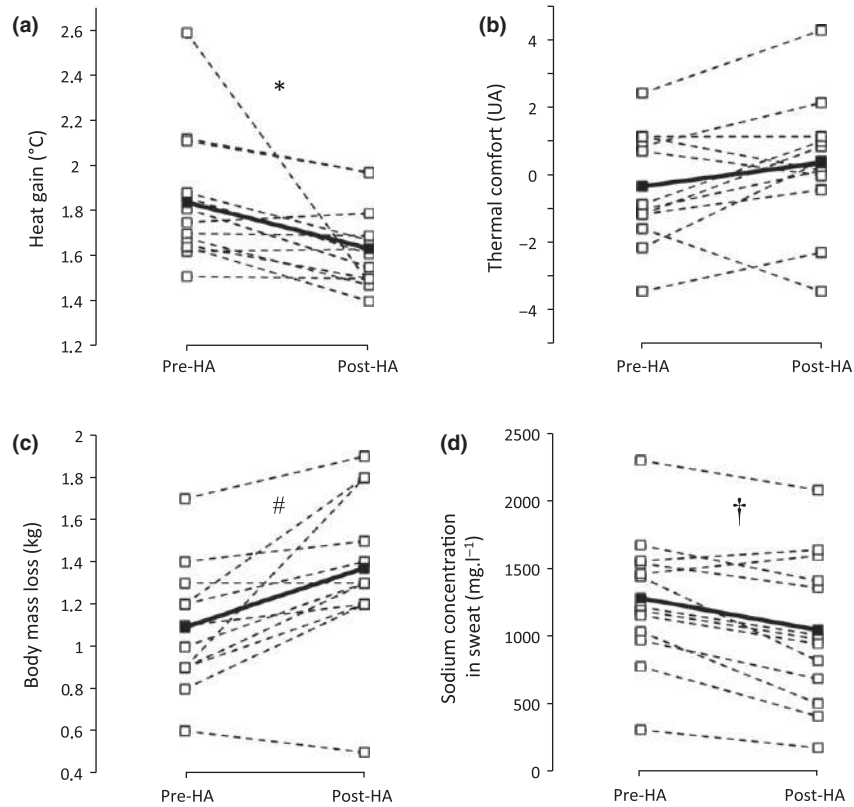 (a)
2.6
2.4
2.2
2
1.8
1.6
1.4
1.2
Heat gain (°C)
*
Pre-HA
Post-HA
(b)
4
2
0
−2
−4
Thermal comfort (UA)
Pre-HA
Post-HA
(c)
2
1.8
1.6
1.4
1.2
1
0.8
0.6
0.4
Body mass loss (kg)
#
Pre-HA
Post-HA
(d)
2500
2000
1500
1000
500
0
Sodium concentration
in sweat (mg.l⁻¹)
†
Pre-HA
Post-HA